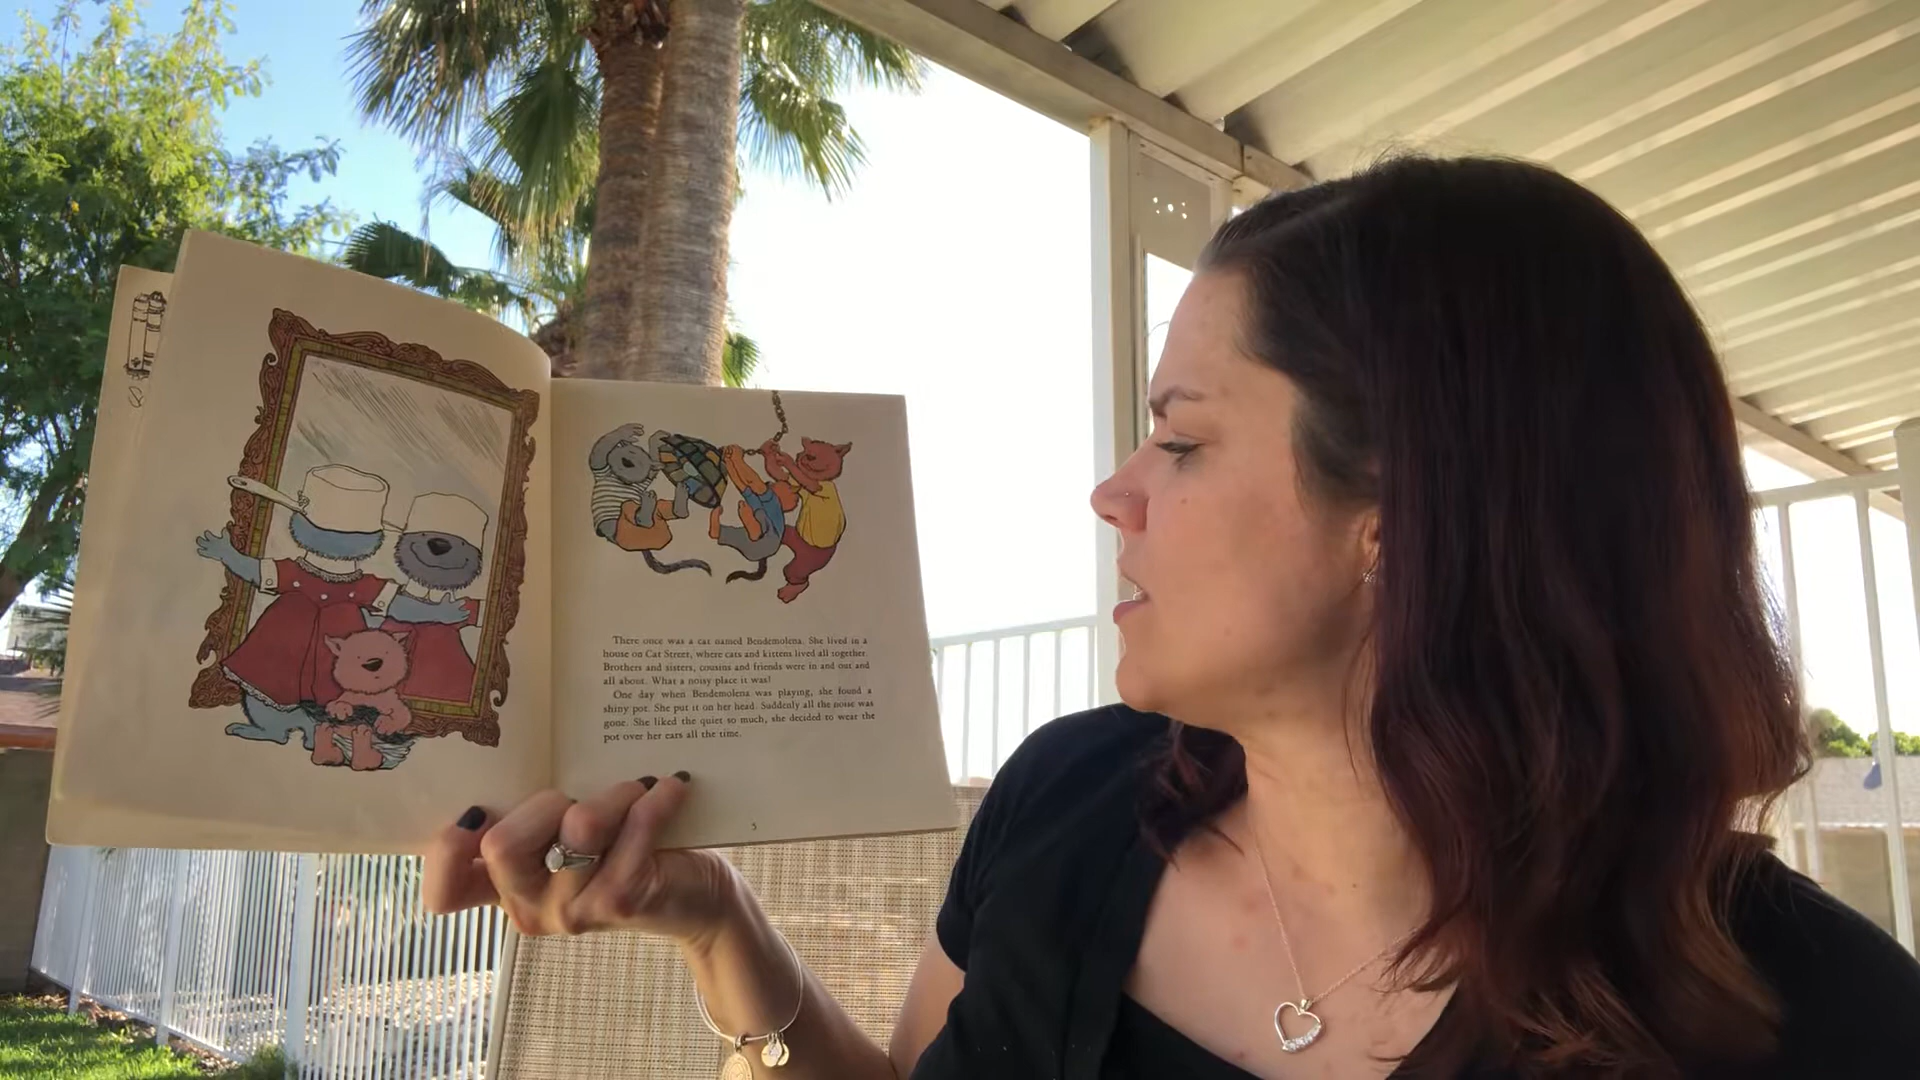 There once was a cat named Bendemolena. She lived in a
house on Cat Street, where cats and kittens lived all together.
Brothers and sisters, cousins and friends were in and out and
all about. What a noisy place it was!
One day when Bendemolena was playing, she found a
shiny pot. She put it on her head. Suddenly all the noise was
gone. She liked the quiet so much, she decided to wear the
pot over her ears all the time.
3